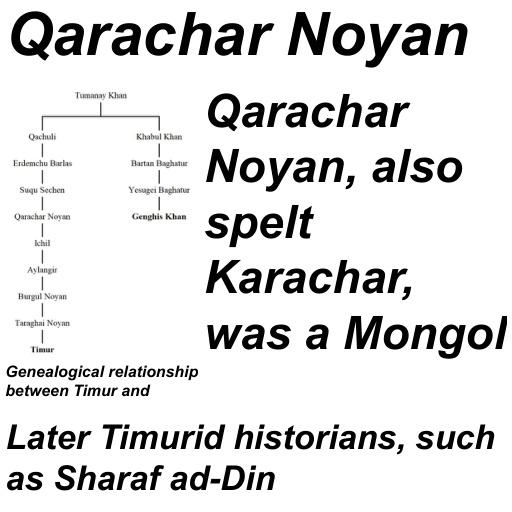 Qarachar Noyan
Tumanay Khan
Qachuli
Khabul Khan
Erdemchu Barlas
Bartan Baghatur
Suqu Sechen
Yesugei Baghatur
Qarachar Noyan
Genghis Khan
Ichil
Aylangir
Burgul Noyan
Taraghai Noyan
Timur
Genealogical relationship
between Timur and
Qarachar
Noyan, also
spelt
Karachar,
was a Mongol
Later Timurid historians, such
as Sharaf ad-Din